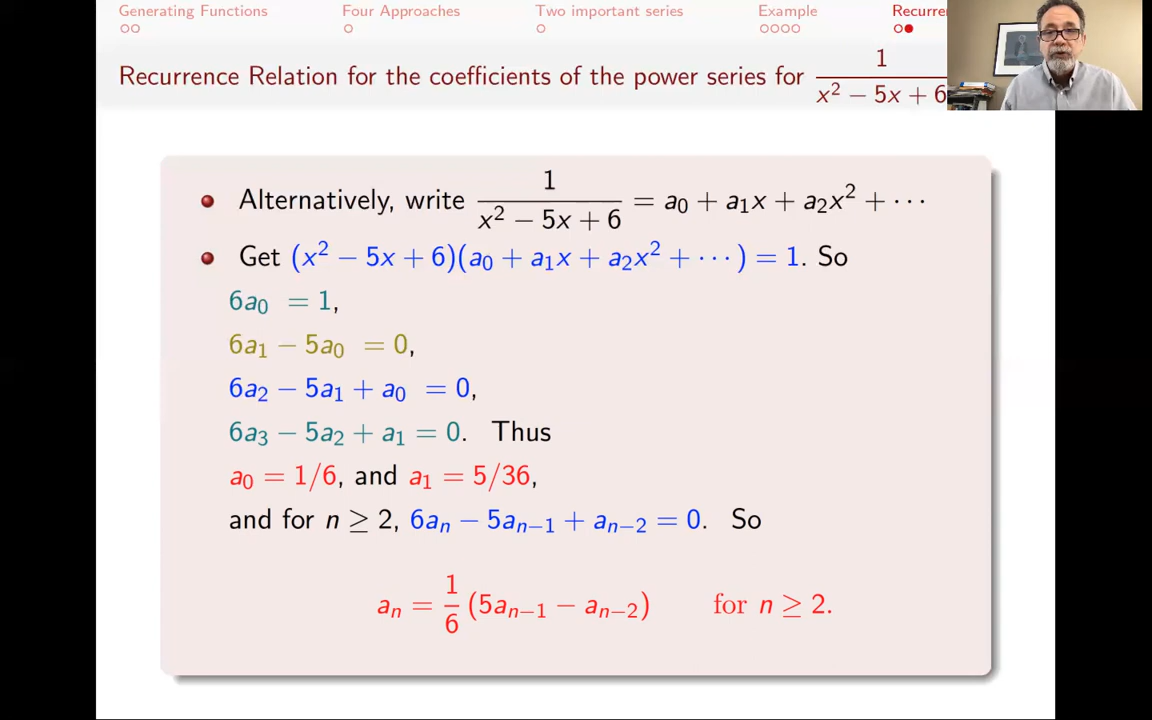 Generating Functions Four Approaches Two important series Example Recurre
Recurrence Relation for the coefficients of the power series for 1/(x² − 5x + 6
Alternatively, write 1/(x² − 5x + 6) = a₀ + a₁x + a₂x² + ⋯
Get (x² − 5x + 6)(a₀ + a₁x + a₂x² + ⋯) = 1. So
6a₀ = 1,
6a₁ − 5a₀ = 0,
6a₂ − 5a₁ + a₀ = 0,
6a₃ − 5a₂ + a₁ = 0. Thus
a₀ = 1/6, and a₁ = 5/36,
and for n ≥ 2, 6aₙ − 5aₙ₋₁ + aₙ₋₂ = 0. So
aₙ = 1/6 (5aₙ₋₁ − aₙ₋₂) for n ≥ 2.